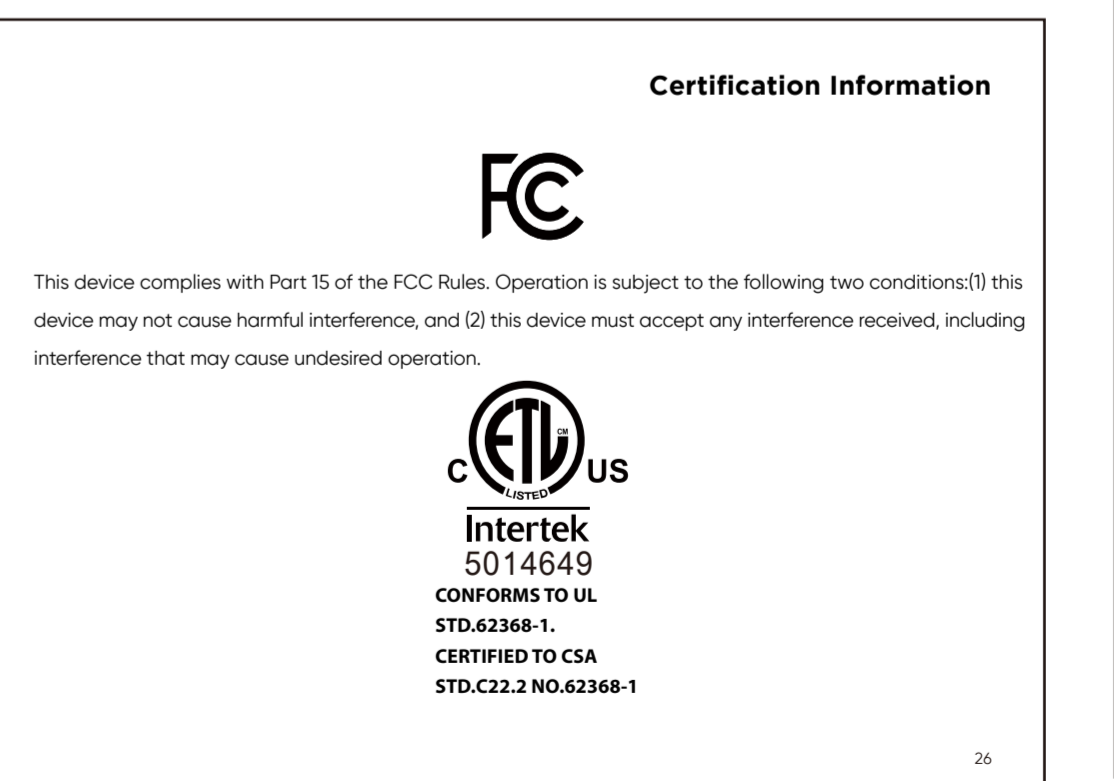 Certification Information
FC
This device complies with Part 15 of the FCC Rules. Operation is subject to the following two conditions:(1) this
device may not cause harmful interference, and (2) this device must accept any interference received, including
interference that may cause undesired operation.
ETL CM
C US
LISTED
Intertek
5014649
CONFORMS TO UL
STD.62368-1.
CERTIFIED TO CSA
STD.C22.2 NO.62368-1
26